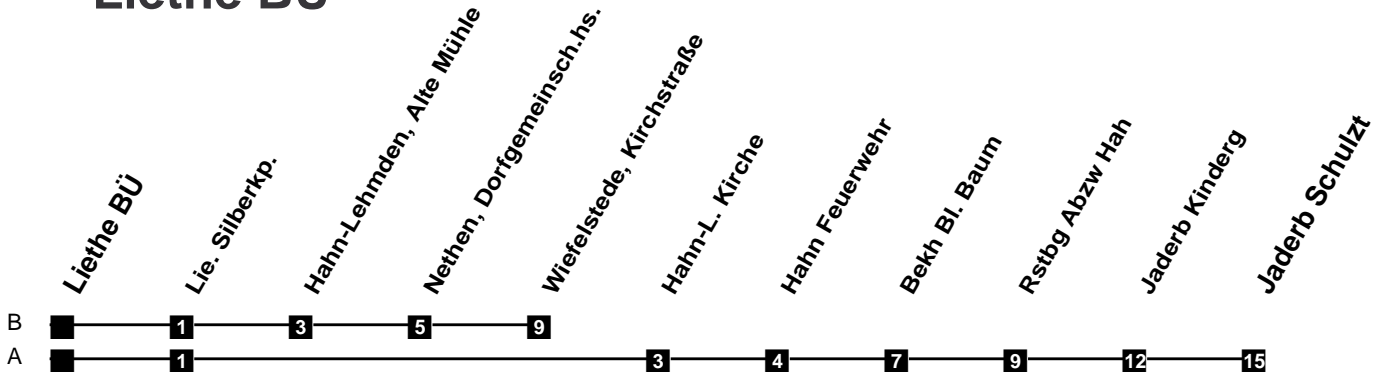 Liethe BÜ
Liethe BÜ
Lie. Silberkp.
Hahn-Lehmden, Alte Mühle
Nethen, Dorfgemeinsch.hs.
Wiefelstede, Kirchstraße
Hahn-L. Kirche
Hahn Feuerwehr
Bekh Bl. Baum
Rstbg Abzw Hah
Jaderb Kinderg
Jaderb Schulzt
B 1 3 5 9
A 1 3 4 7 9 12 15